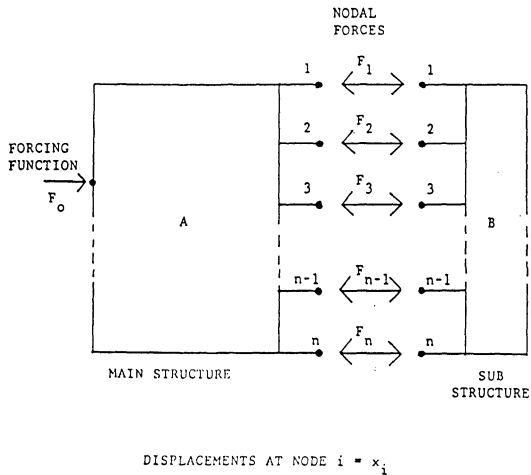 NODAL
FORCES
1 F1 1
2 F2 2
FORCING
FUNCTION
3 F3 3
Fo
A B
n-1 Fn-1 n-1
n Fn n
MAIN STRUCTURE
SUB
STRUCTURE
DISPLACEMENTS AT NODE i = xi